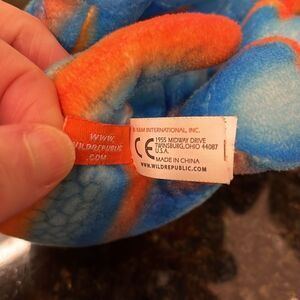 WWW
WILDREPUBLIC
.COM
K&M INTERNATIONAL, INC.
CE
1955 MIDWAY DRIVE
TWINSBURG, OHIO 44087
U.S.A.
MADE IN CHINA
WWW.WILDREPUBLIC.COM